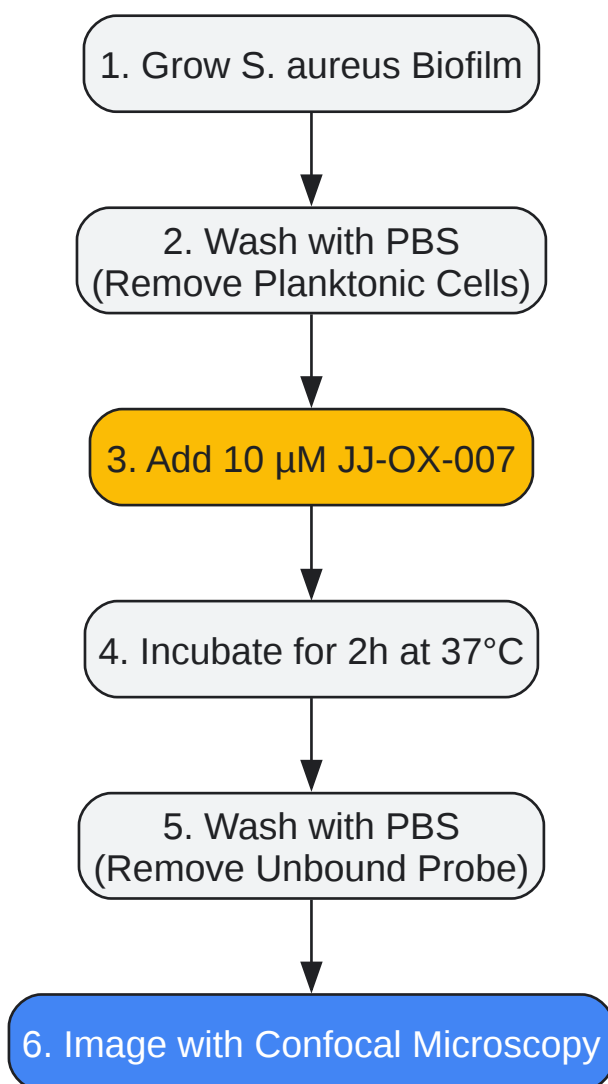 1. Grow S. aureus Biofilm
2. Wash with PBS
(Remove Planktonic Cells)
3. Add 10 µM JJ-OX-007
4. Incubate for 2h at 37°C
5. Wash with PBS
(Remove Unbound Probe)
6. Image with Confocal Microscopy